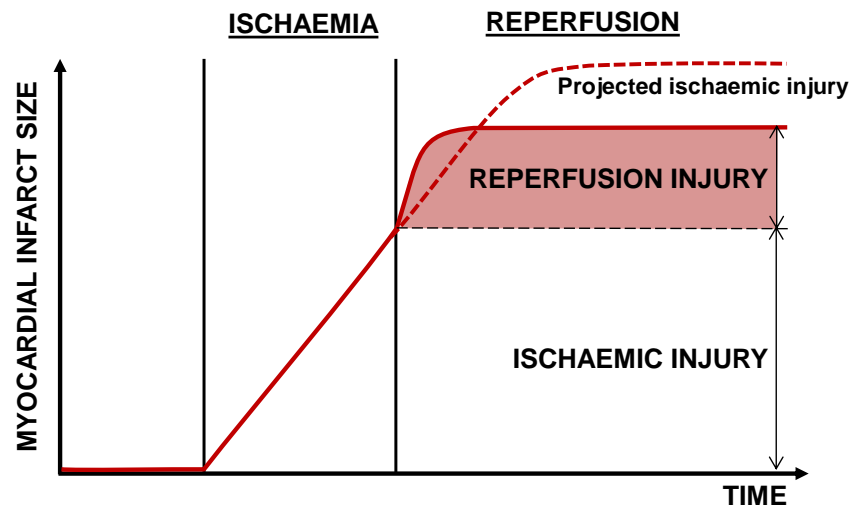 ISCHAEMIA
REPERFUSION
Projected ischaemic injury
MYOCARDIAL INFARCT SIZE
REPERFUSION INJURY
ISCHAEMIC INJURY
TIME